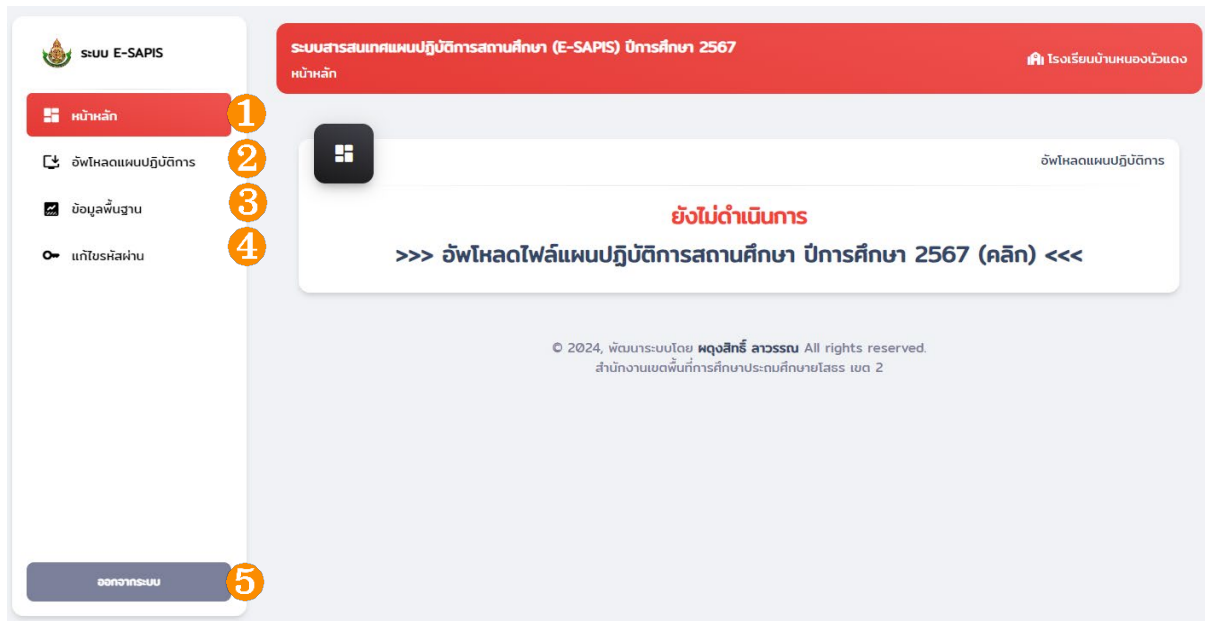 ระบบ E-SAPIS
หน้าหลัก 1
อัพโหลดแผนปฏิบัติการ 2
ข้อมูลพื้นฐาน 3
แก้ไขรหัสผ่าน 4
ออกจากระบบ 5
ระบบสารสนเทศแผนปฏิบัติการสถานศึกษา (E-SAPIS) ปีการศึกษา 2567
หน้าหลัก
โรงเรียนบ้านหนองบัวแดง
อัพโหลดแผนปฏิบัติการ
ยังไม่ดำเนินการ
>>> อัพโหลดไฟล์แผนปฏิบัติการสถานศึกษา ปีการศึกษา 2567 (คลิก) <<<
© 2024, พัฒนาระบบโดย ผดุงสิทธิ์ ลาวรรณ All rights reserved.
สำนักงานเขตพื้นที่การศึกษาประถมศึกษายโสธร เขต 2